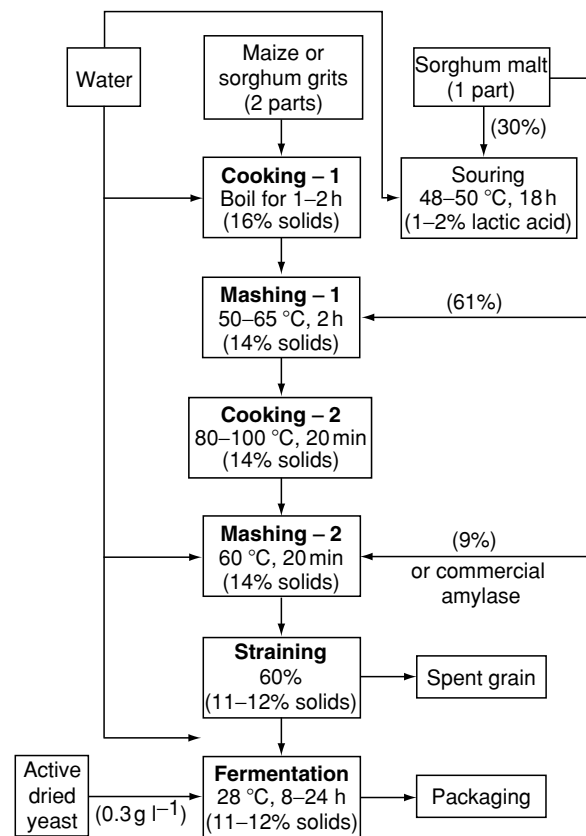 Water
Maize or
sorghum grits
(2 parts)
Sorghum malt
(1 part)
(30%)
Cooking – 1
Boil for 1–2 h
(16% solids)
Souring
48–50 °C, 18 h
(1–2% lactic acid)
Mashing – 1
50–65 °C, 2 h
(14% solids)
(61%)
Cooking – 2
80–100 °C, 20 min
(14% solids)
Mashing – 2
60 °C, 20 min
(14% solids)
(9%)
or commercial
amylase
Straining
60%
(11–12% solids)
Spent grain
Active
dried
yeast
(0.3 g l⁻¹)
Fermentation
28 °C, 8–24 h
(11–12% solids)
Packaging